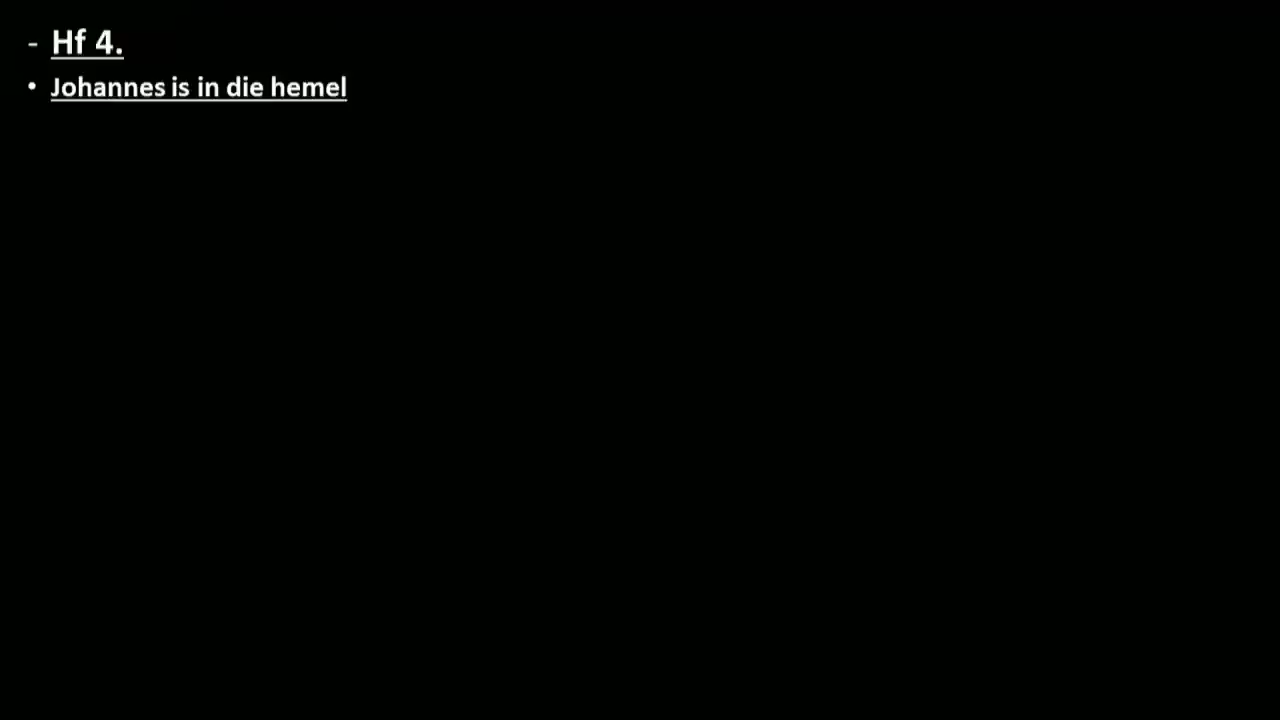 - Hf 4.
• Johannes is in die hemel